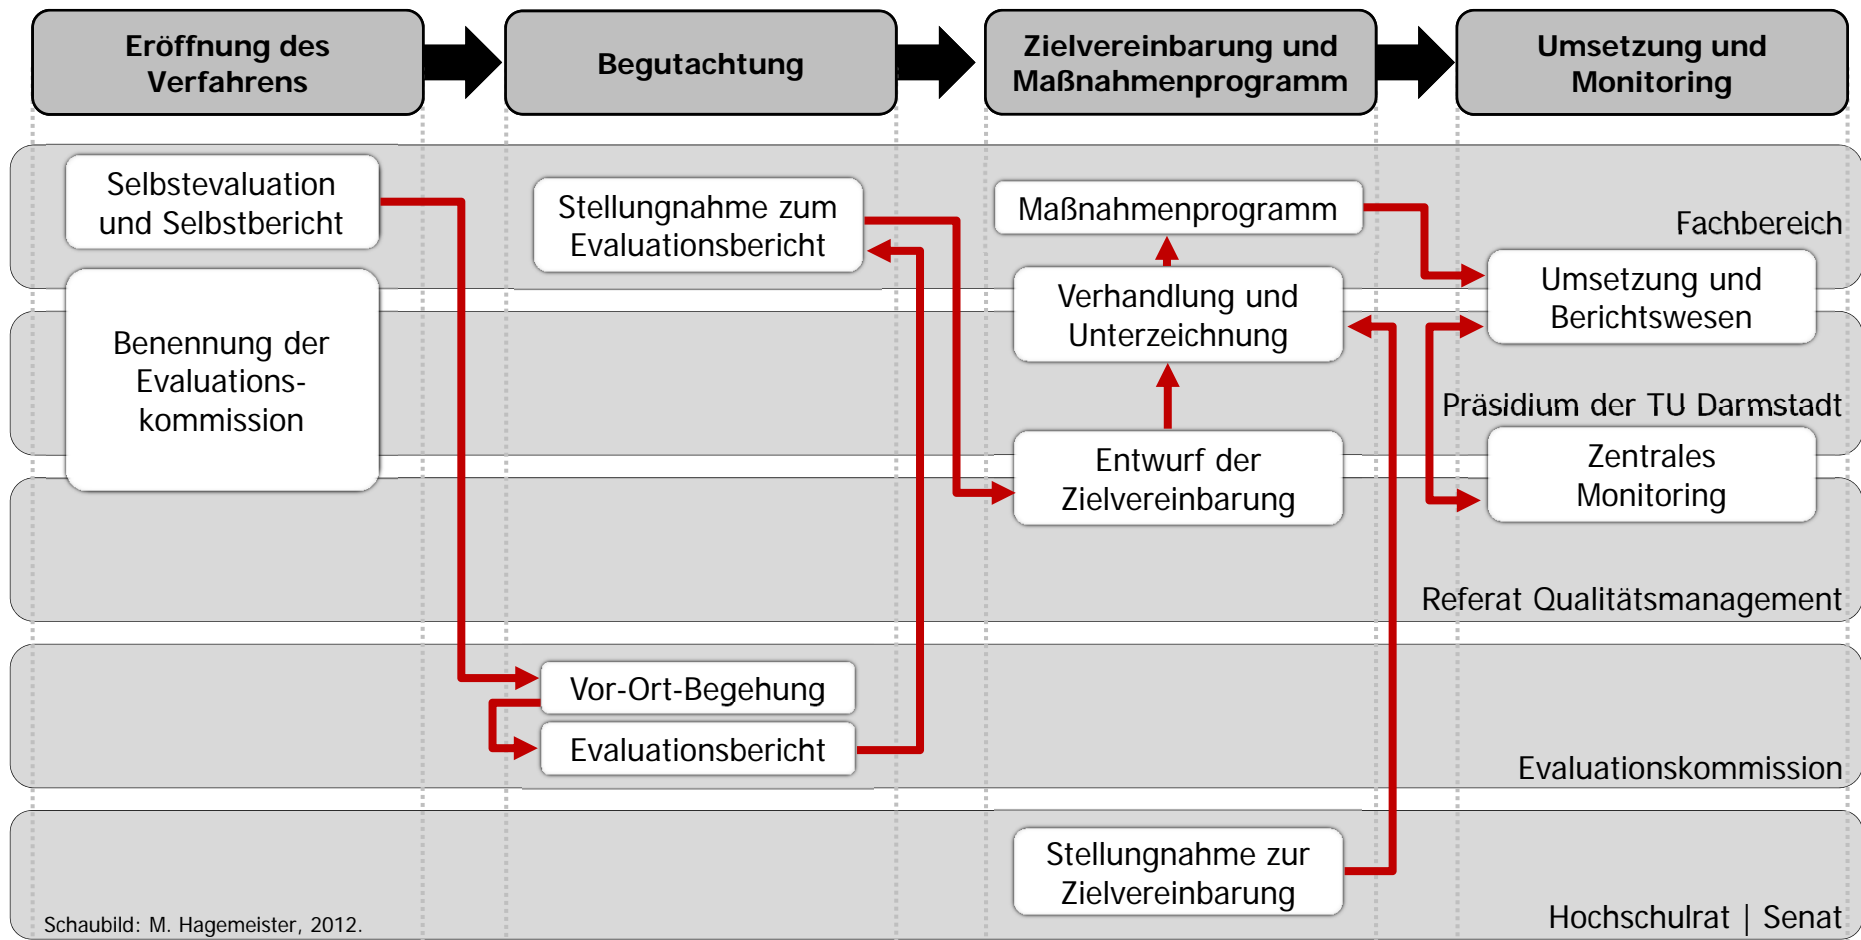 Eröffnung des
Verfahrens
Begutachtung
Zielvereinbarung und
Maßnahmenprogramm
Umsetzung und
Monitoring
Selbstevaluation
und Selbstbericht
Stellungnahme zum
Evaluationsbericht
Maßnahmenprogramm
Fachbereich
Benennung der
Evaluations-
kommission
Verhandlung und
Unterzeichnung
Umsetzung und
Berichtswesen
Präsidium der TU Darmstadt
Entwurf der
Zielvereinbarung
Zentrales
Monitoring
Referat Qualitätsmanagement
Vor-Ort-Begehung
Evaluationsbericht
Evaluationskommission
Stellungnahme zur
Zielvereinbarung
Hochschulrat | Senat
Schaubild: M. Hagemeister, 2012.